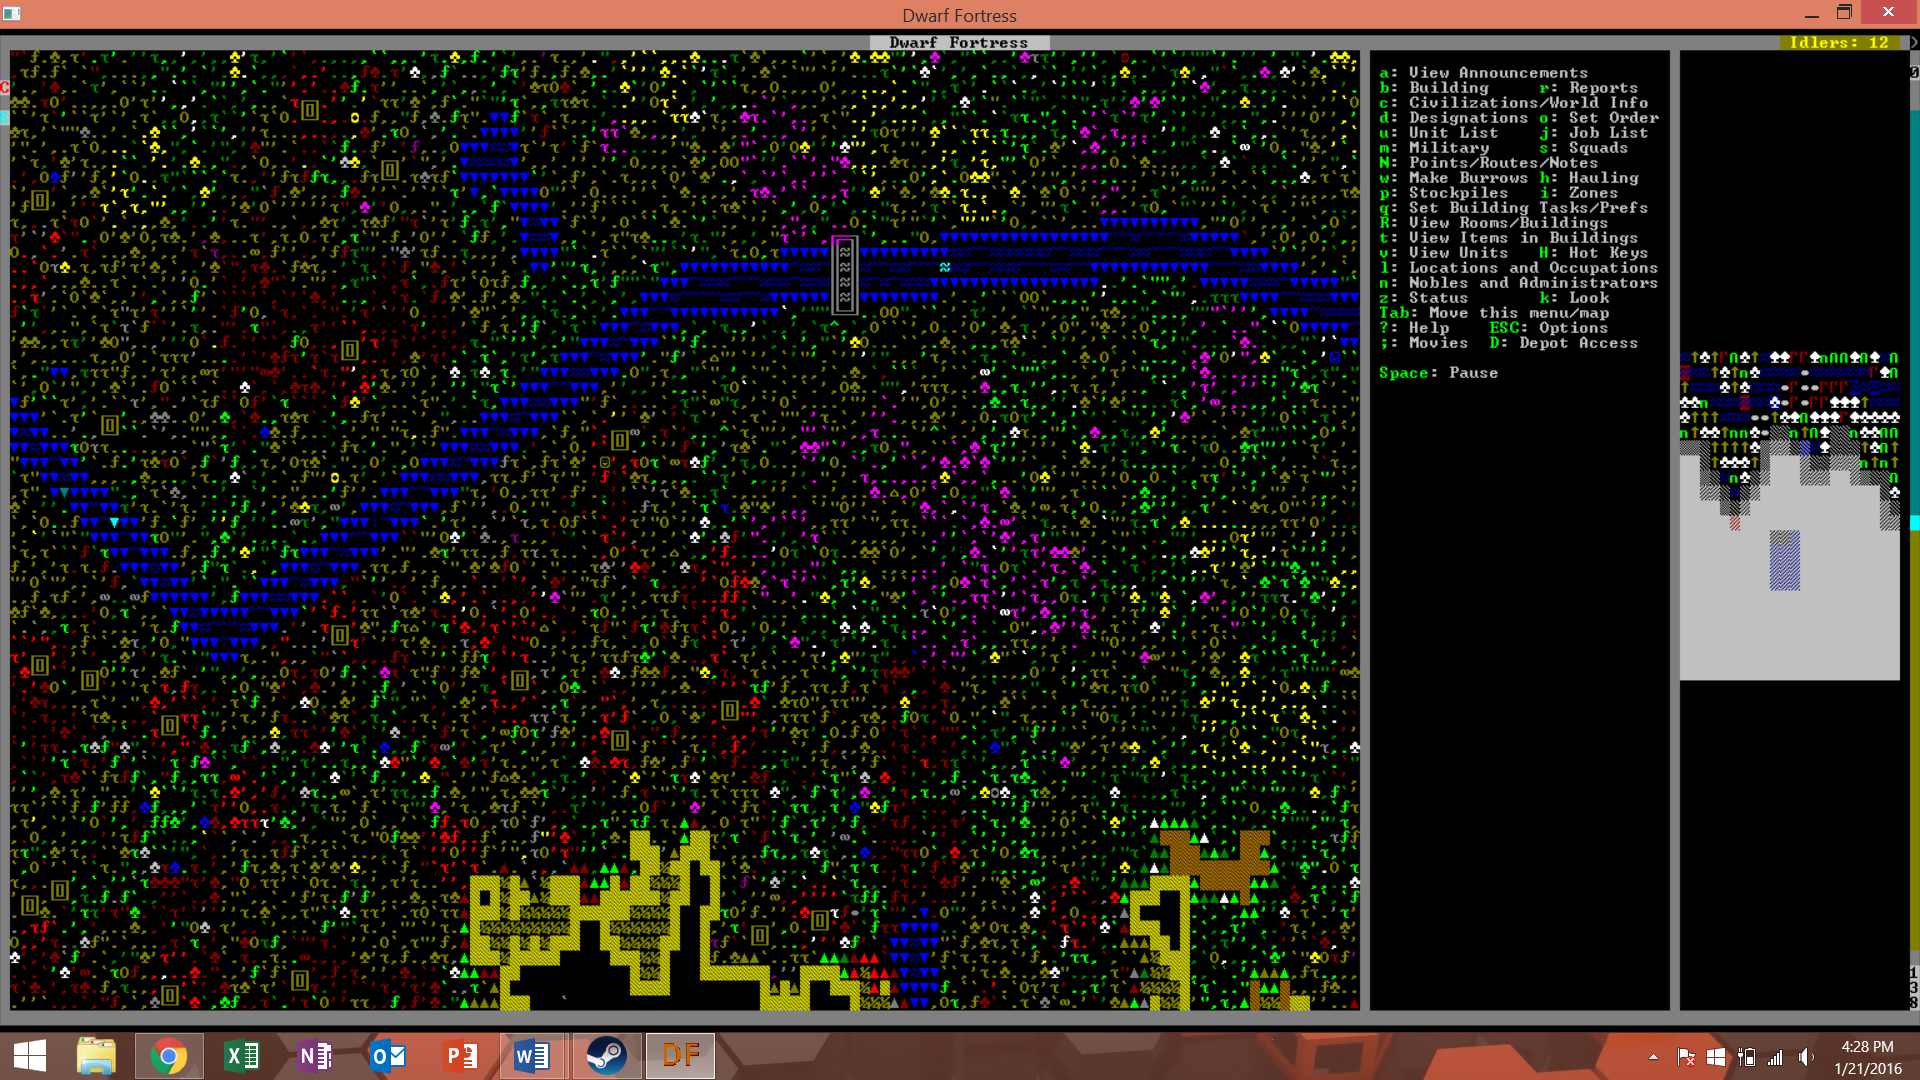 Dwarf Fortress
Dwarf Fortress
Idlers: 12
a: View Announcements
b: Building r: Reports
c: Civilizations/World Info
d: Designations o: Set Order
u: Unit List j: Job List
m: Military s: Squads
N: Points/Routes/Notes
w: Make Burrows h: Hauling
p: Stockpiles i: Zones
q: Set Building Tasks/Prefs
R: View Rooms/Buildings
t: View Items in Buildings
v: View Units H: Hot Keys
l: Locations and Occupations
n: Nobles and Administrators
z: Status k: Look
Tab: Move this menu/map
?: Help ESC: Options
;: Movies D: Depot Access
Space: Pause
DF
4:28 PM
1/21/2016